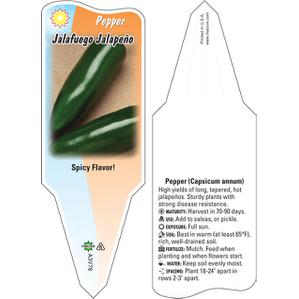 Pepper
Jalafuego Jalapeño
Spicy Flavor!
A3V78
Printed in U.S.A.
Pepper (Capsicum annum)
High yields of long, tapered, hot
jalapeños. Sturdy plants with
strong disease resistance.
MATURITY: Harvest in 70-90 days.
USE: Add to salsas, or pickle.
EXPOSURE: Full sun.
SOIL: Best in warm (at least 65°F),
rich, well-drained soil.
FERTILIZE: Mulch. Feed when
planting and when flowers start.
WATER: Keep soil evenly moist.
SPACING: Plant 18-24" apart in
rows 2-3' apart.